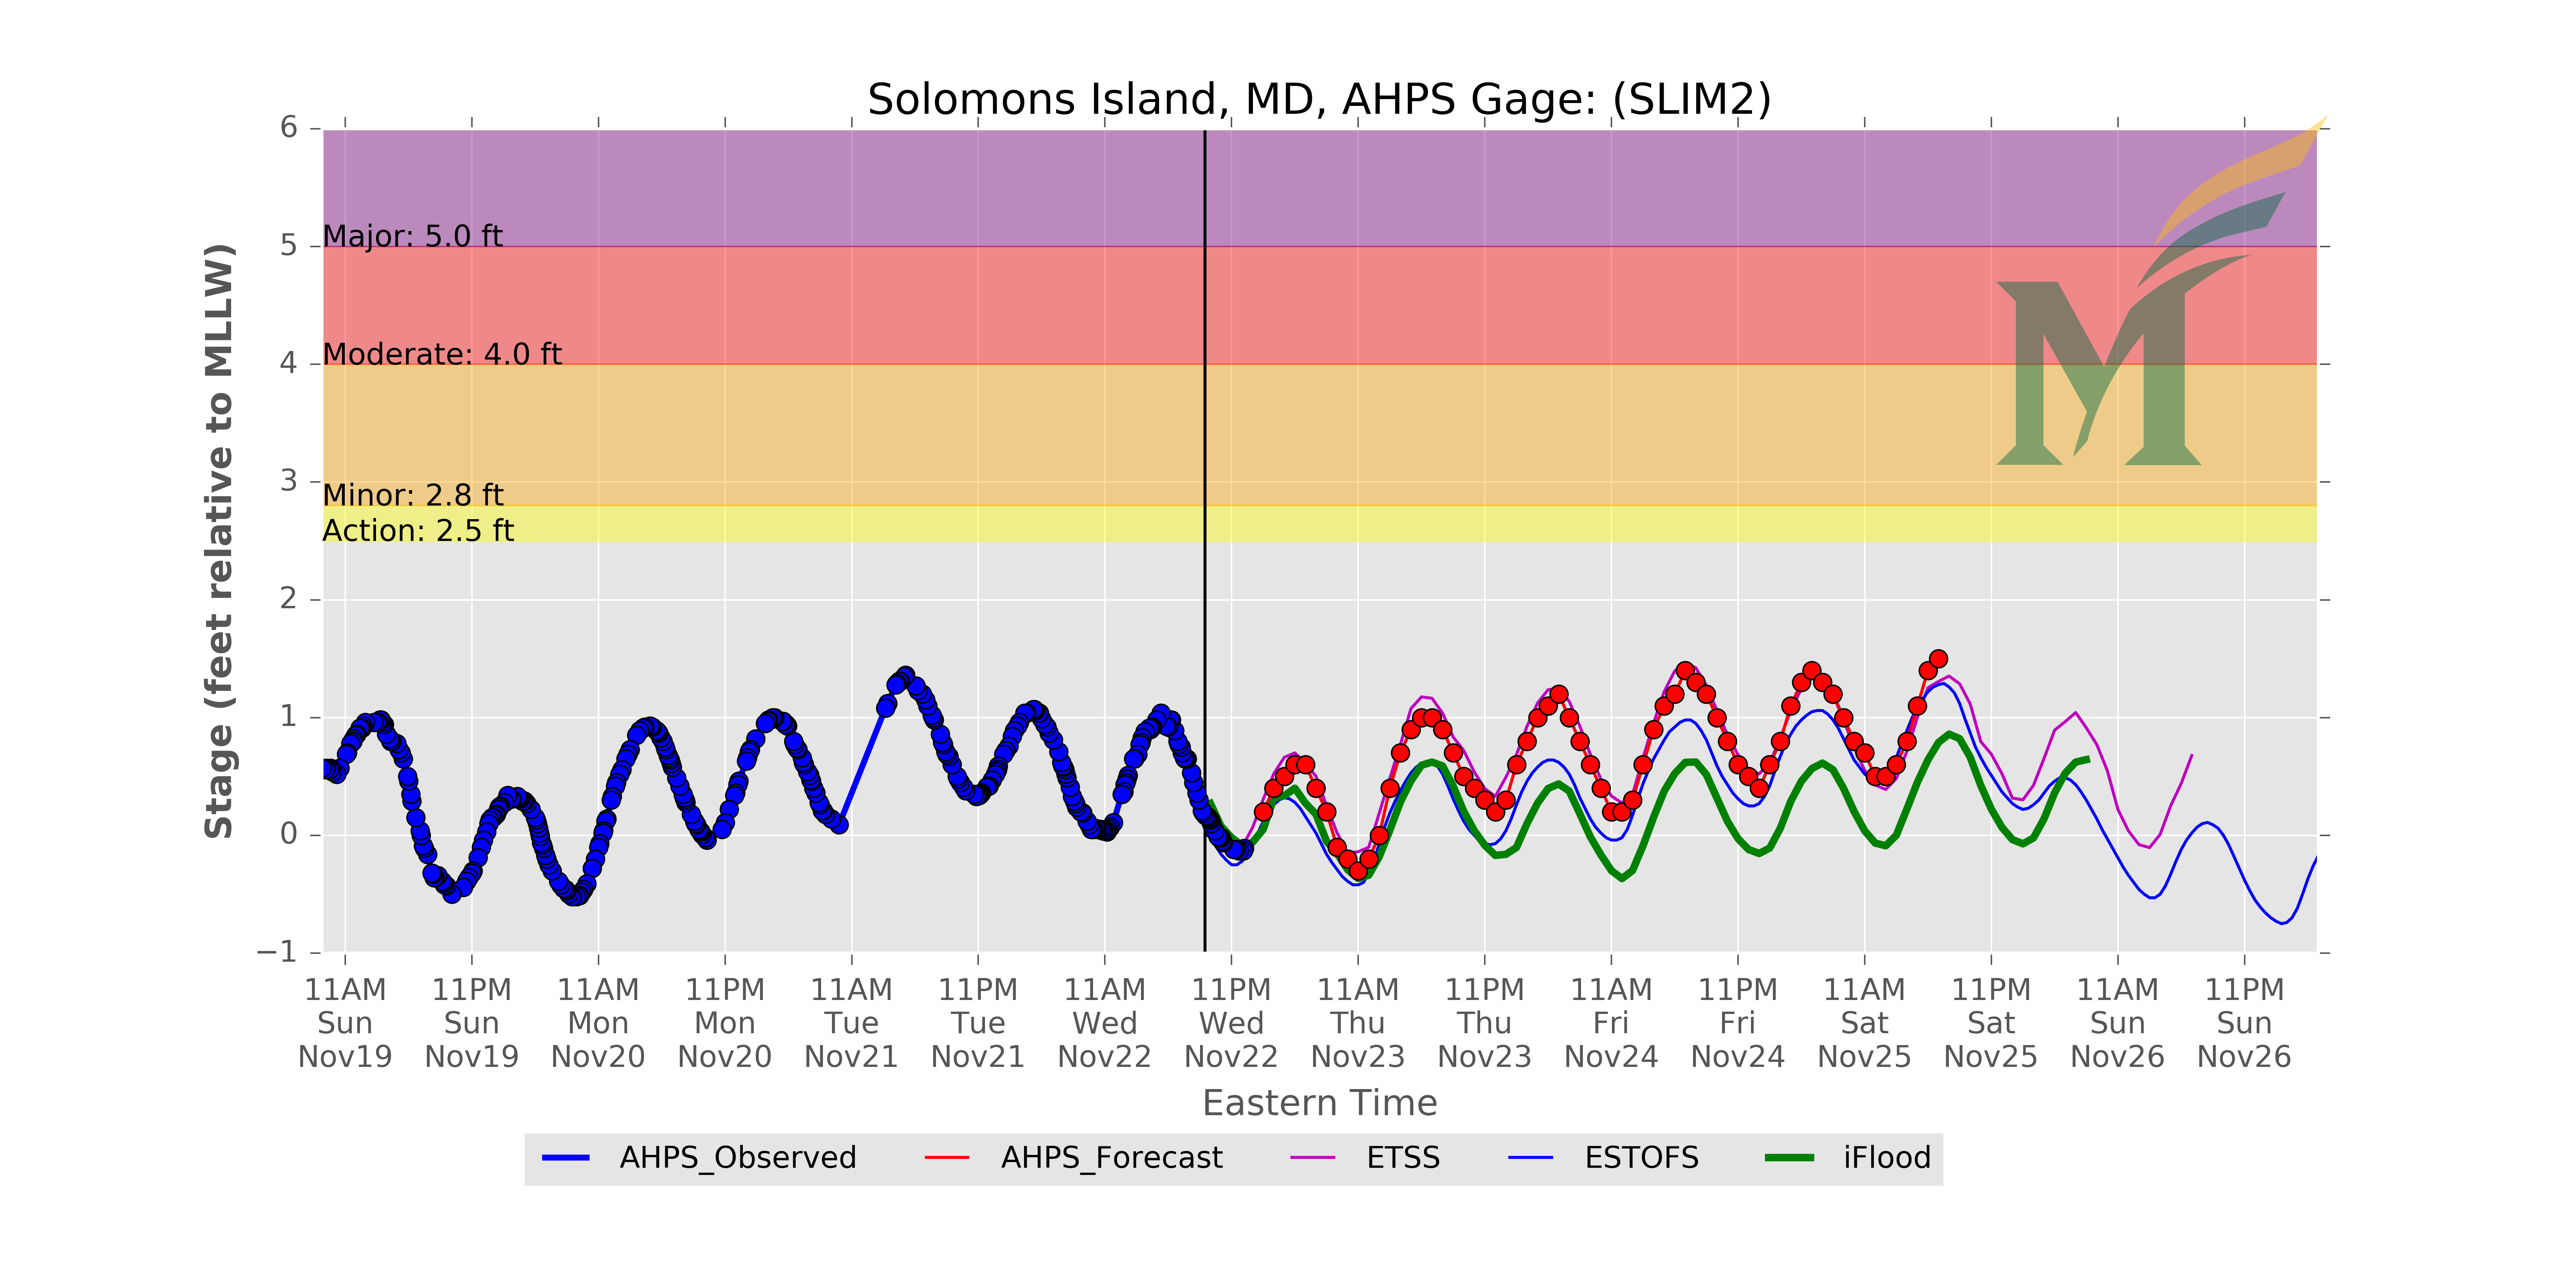 Solomons Island, MD, AHPS Gage: (SLIM2)
Stage (feet relative to MLLW)
6
5
4
3
2
1
0
−1
Major: 5.0 ft
Moderate: 4.0 ft
Minor: 2.8 ft
Action: 2.5 ft
11AM 11PM 11AM 11PM 11AM 11PM 11AM 11PM 11AM 11PM 11AM 11PM 11AM 11PM 11AM 11PM
Sun Sun Mon Mon Tue Tue Wed Wed Thu Thu Fri Fri Sat Sat Sun Sun
Nov19 Nov19 Nov20 Nov20 Nov21 Nov21 Nov22 Nov22 Nov23 Nov23 Nov24 Nov24 Nov25 Nov25 Nov26 Nov26
Eastern Time
AHPS_Observed AHPS_Forecast ETSS ESTOFS iFlood